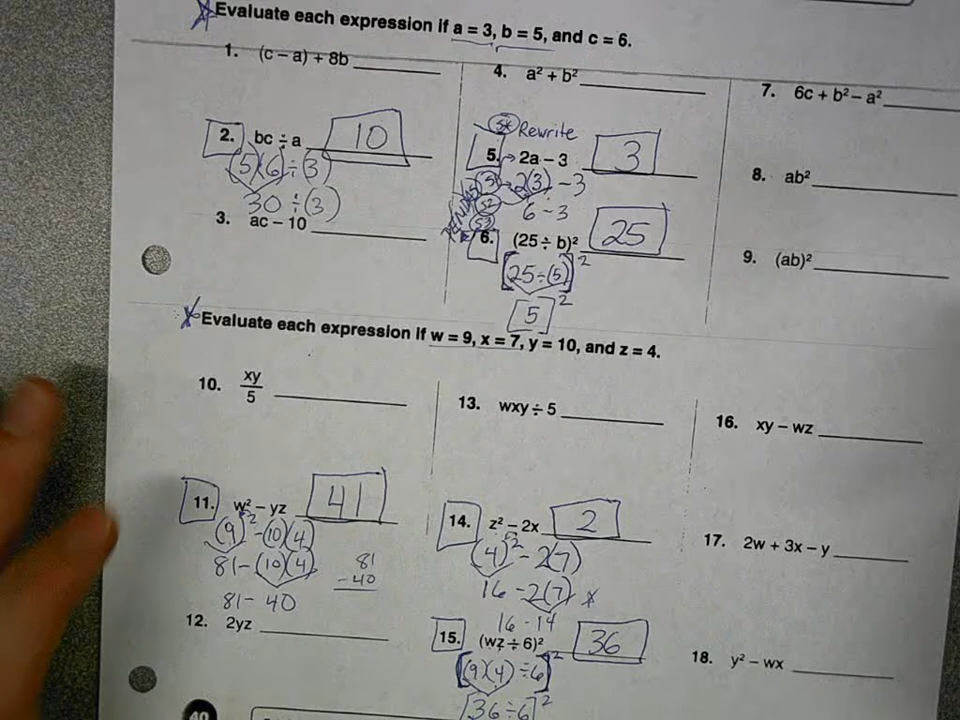 Evaluate each expression if a = 3, b = 5, and c = 6.
1. (c – a) + 8b
2. bc ÷ a 10
(5)(6)÷(3)
30 ÷(3)
3. ac – 10
4. a² + b²
Rewrite
5. 2a – 3 3
2(3) – 3
6 – 3
6. (25 ÷ b)² 25
[25÷(5)]²
[5]²
7. 6c + b² – a²
8. ab²
9. (ab)²
Evaluate each expression if w = 9, x = 7, y = 10, and z = 4.
10. xy/5
11. w² – yz 41
(9)² – (10)(4)
81 – (10)(4)
81 – 40
81
– 40
12. 2yz
13. wxy ÷ 5
14. z² – 2x 2
(4)² – 2(7)
16 – 2(7)
16 - 14
15. (wz ÷ 6)² 36
[(9)(4) ÷6]²
[36÷6]²
16. xy – wz
17. 2w + 3x – y
18. y² – wx
40